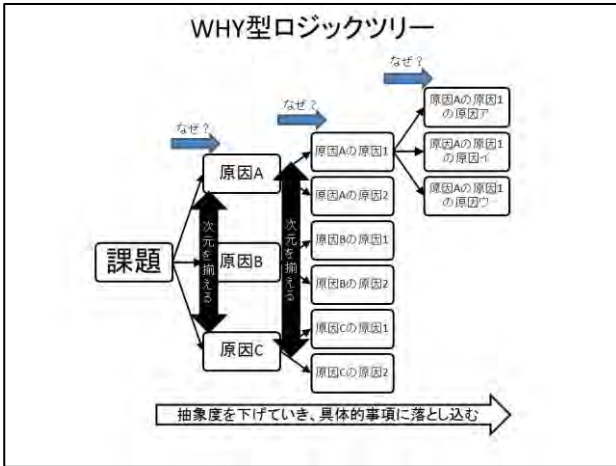 WHY型ロジックツリー
なぜ?
なぜ?
なぜ?
課題
原因A
原因B
原因C
次元を揃える
次元を揃える
原因Aの原因1
原因Aの原因2
原因Bの原因1
原因Bの原因2
原因Cの原因1
原因Cの原因2
原因Aの原因1
の原因ア
原因Aの原因1
の原因イ
原因Aの原因1
の原因ウ
抽象度を下げていき、具体的事項に落とし込む